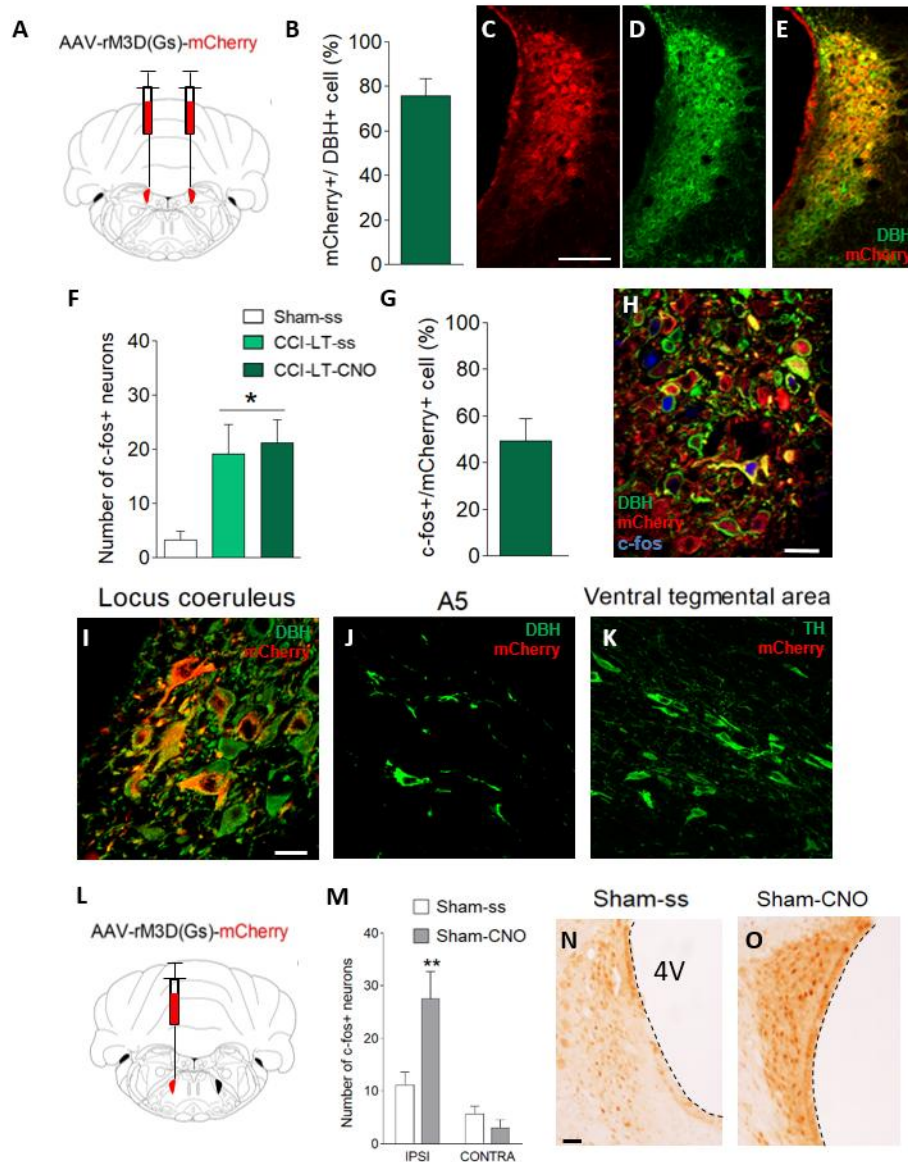 A
AAV-rM3D(Gs)-mCherry
B
mCherry+/ DBH+ cell (%)
100
80
60
40
20
0
C
D
E
DBH
mCherry
F
Number of c-fos+ neurons
40
30
20
10
0
Sham-ss
CCI-LT-ss
CCI-LT-CNO
*
G
c-fos+/mCherry+ cell (%)
100
80
60
40
20
0
H
DBH
mCherry
c-fos
Locus coeruleus
I
DBH
mCherry
A5
J
DBH
mCherry
Ventral tegmental area
K
TH
mCherry
L
AAV-rM3D(Gs)-mCherry
M
Sham-ss
Sham-CNO
Number of c-fos+ neurons
40
30
20
10
0
**
IPSI
CONTRA
Sham-ss
N
4V
Sham-CNO
O